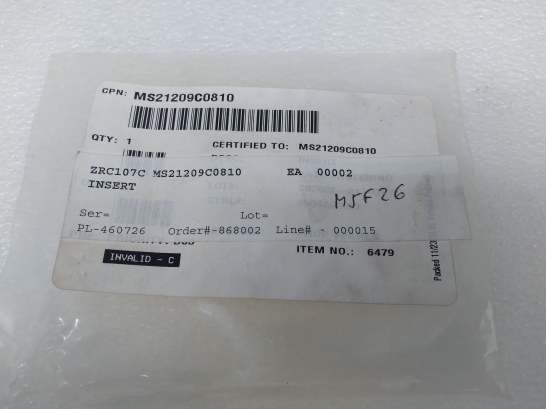 CPN: MS21209C0810
QTY: 1 CERTIFIED TO: MS21209C0810
ZRC107C MS21209C0810 EA 00002
INSERT
M5F26
Ser= Lot=
PL-460726 Order#-868002 Line# - 000015
ITEM NO.: 6479
INVALID - C
Packed 11/23